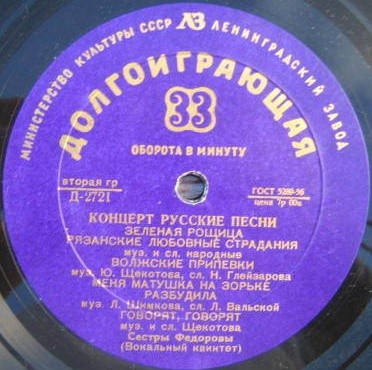 МИНИСТЕРСТВО КУЛЬТУРЫ СССР ЛЗ ЛЕНИНГРАДСКИЙ ЗАВОД
ДОЛГОИГРАЮЩАЯ
33
ОБОРОТА В МИНУТУ
вторая гр
Д-2721
ГОСТ 5289-56
цена 7р 00к
КОНЦЕРТ РУССКИЕ ПЕСНИ
ЗЕЛЕНАЯ РОЩИЦА
РЯЗАНСКИЕ ЛЮБОВНЫЕ СТРАДАНИЯ
муз. и сл. народные
ВОЛЖСКИЕ ПРИПЕВКИ
муз. Ю. Щекотова, сл. Н. Глейзарова
МЕНЯ МАТУШКА НА ЗОРЬКЕ
РАЗБУДИЛА
муз. Л. Шимкова, сл. Л. Вальской
ГОВОРЯТ, ГОВОРЯТ
муз. и сл. Щекотова
Сестры Федоровы
(Вокальный квинтет)